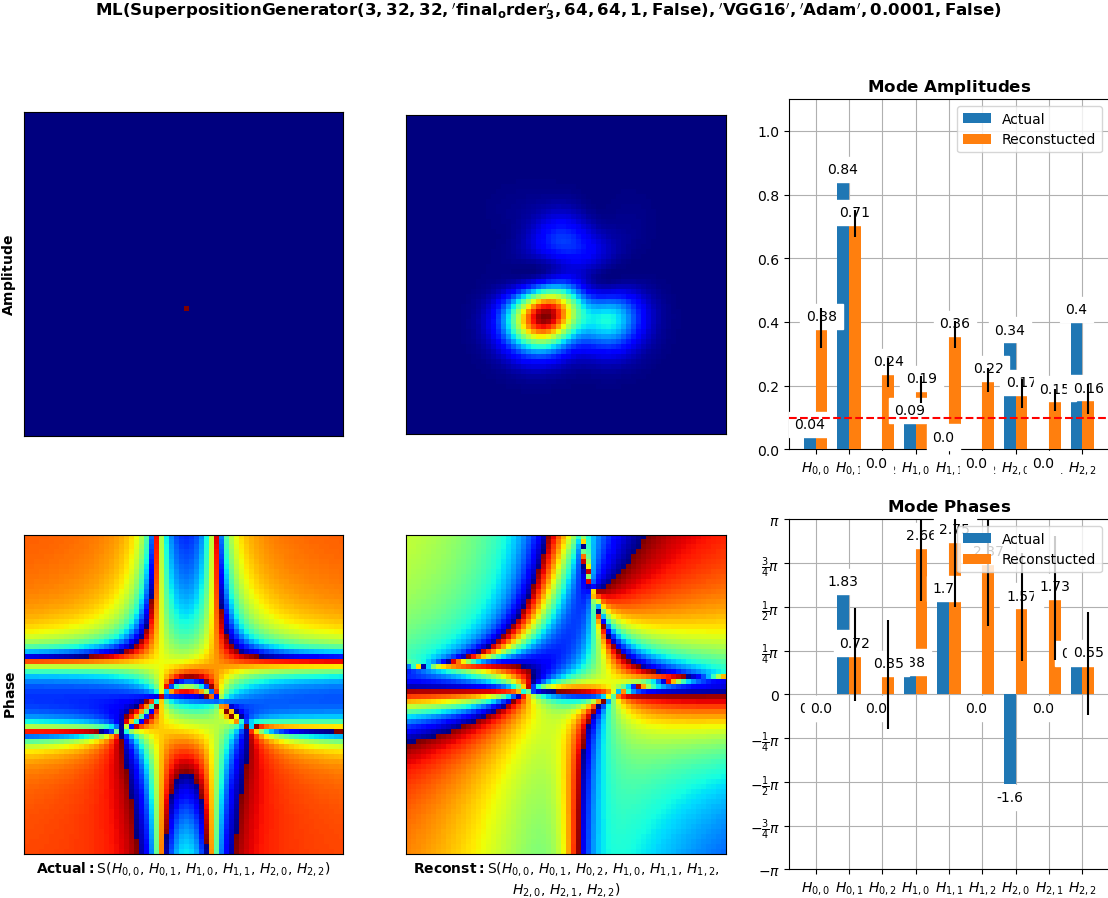 ML(SuperpositionGenerator(3, 32, 32, ′final_order′_3, 64, 64, 1, False), ′VGG16′, ′Adam′, 0.0001, False)
Amplitude
Mode Amplitudes
Actual
Reconstucted
1.0
0.8
0.6
0.4
0.2
0.0
0.04
0.38
0.84
0.71
0.0
0.24
0.09
0.19
0.0
0.36
0.0
0.22
0.34
0.17
0.0
0.15
0.4
0.16
H0,0 H0,1 H1,0 H1,1 H2,0 H2,2
Phase
Mode Phases
Actual
Reconstucted
π
3/4π
1/2π
1/4π
0
−1/4π
−1/2π
−3/4π
−π
0.0
1.83
0.72
0.0
0.35
.38
2.66
1.7
2.75
0.0
2.37
-1.6
1.57
0.0
1.73
0.55
H0,0 H0,1 H0,2 H1,0 H1,1 H1,2 H2,0 H2,1 H2,2
Actual: S(H0,0, H0,1, H1,0, H1,1, H2,0, H2,2)
Reconst: S(H0,0, H0,1, H0,2, H1,0, H1,1, H1,2,
H2,0, H2,1, H2,2)